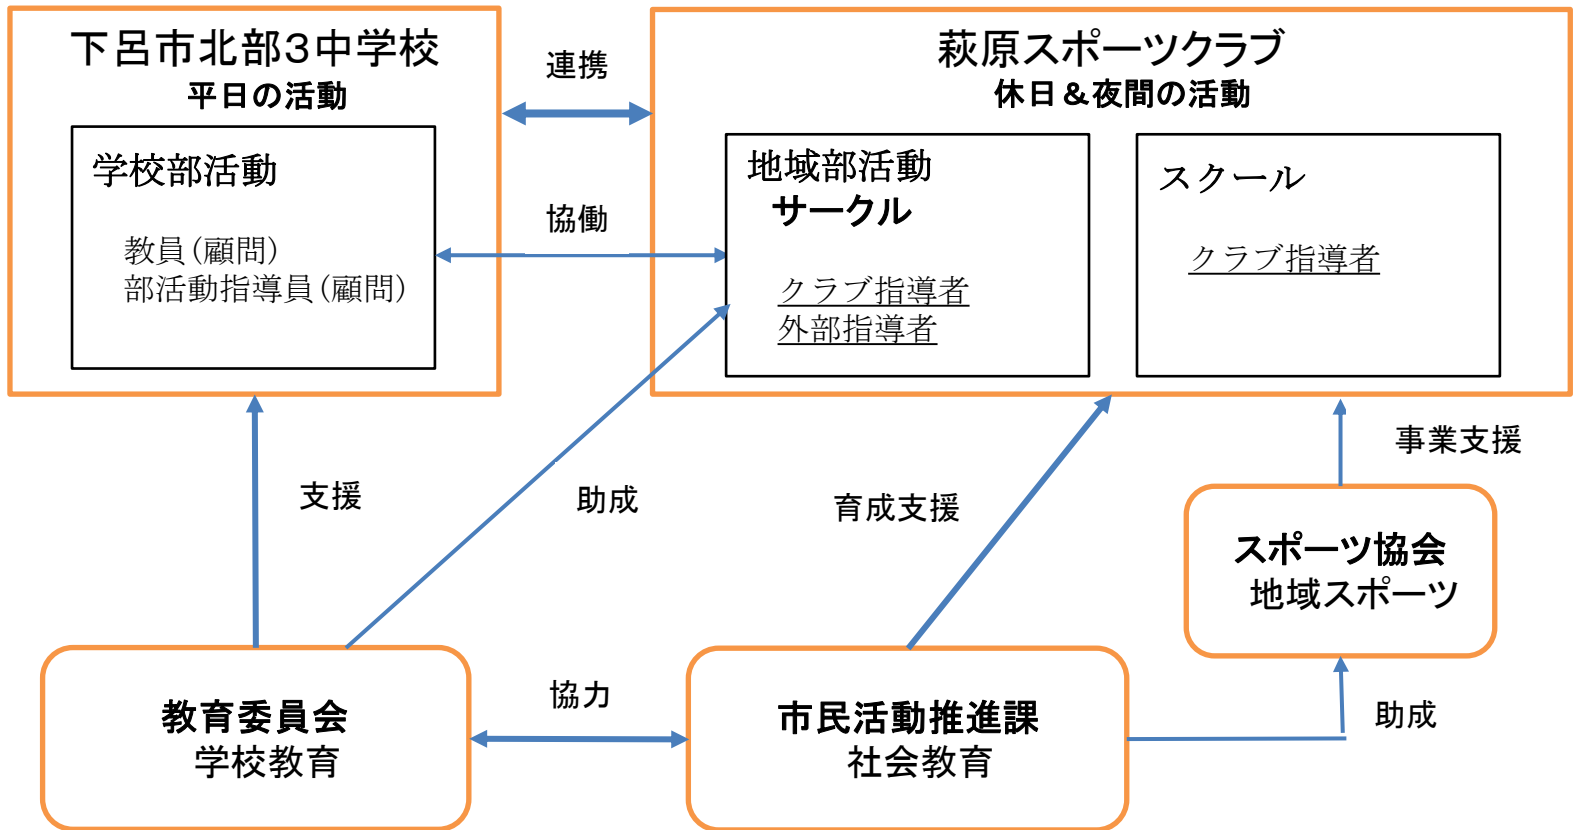 下呂市北部3中学校
平日の活動
学校部活動
教員(顧問)
部活動指導員(顧問)
連携
協働
萩原スポーツクラブ
休日&夜間の活動
地域部活動
サークル
クラブ指導者
外部指導者
スクール
クラブ指導者
支援
助成
育成支援
事業支援
スポーツ協会
地域スポーツ
教育委員会
学校教育
協力
市民活動推進課
社会教育
助成